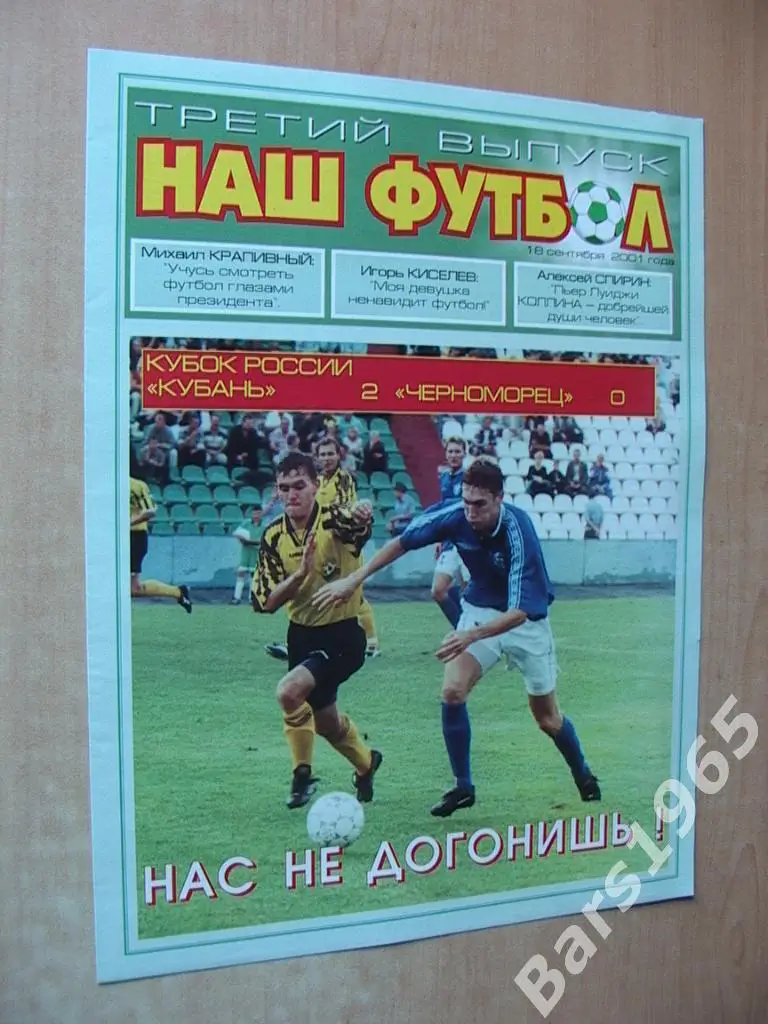 ТРЕТИЙ ВЫПУСК
НАШ ФУТБОЛ
18 сентября 2001 года
Михаил КРАПИВНЫЙ:
"Учусь смотреть
футбол глазами
президента".
Игорь КИСЕЛЕВ:
"Моя девушка
ненавидит футбол!"
Алексей СПИРИН:
"Пьер Луиджи
КОЛЛИНА – добрейшей
души человек"
КУБОК РОССИИ
«КУБАНЬ» 2 «ЧЕРНОМОРЕЦ» 0
НАС НЕ ДОГОНИШЬ!
Bars1965